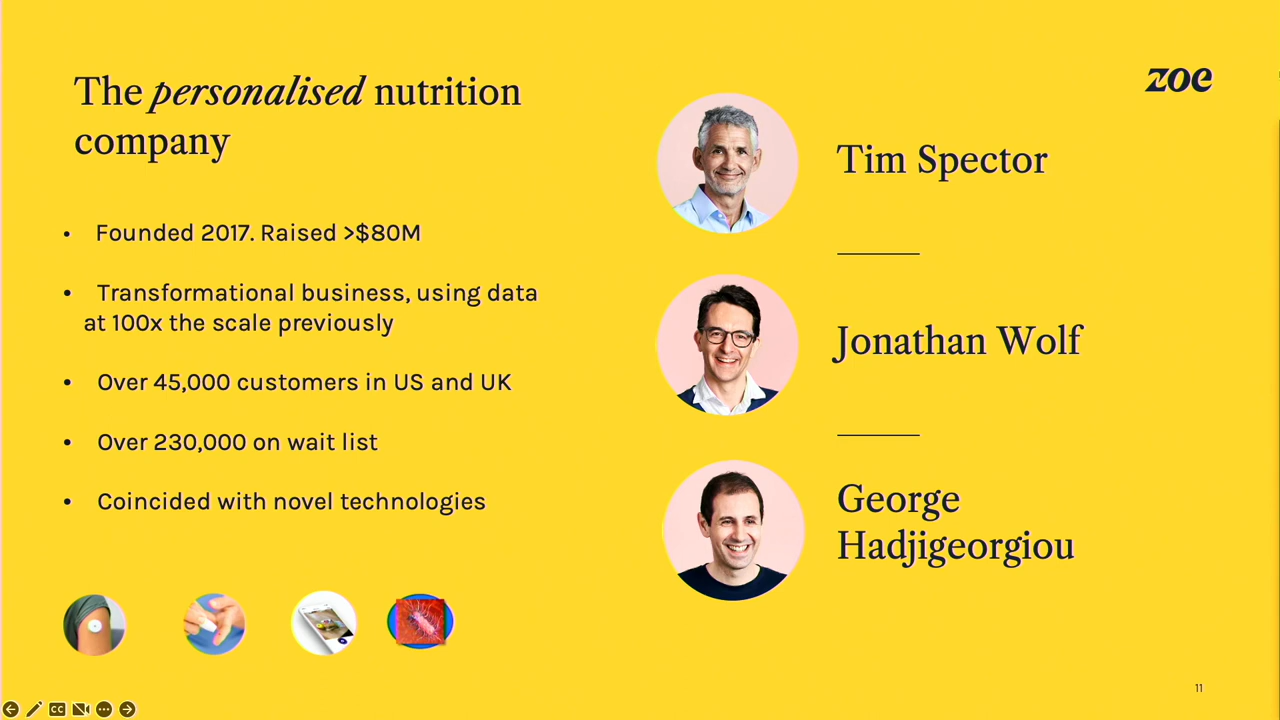 The personalised nutrition
company
• Founded 2017. Raised >$80M
• Transformational business, using data
at 100x the scale previously
• Over 45,000 customers in US and UK
• Over 230,000 on wait list
• Coincided with novel technologies
zoe
Tim Spector
Jonathan Wolf
George
Hadjigeorgiou
11
CC